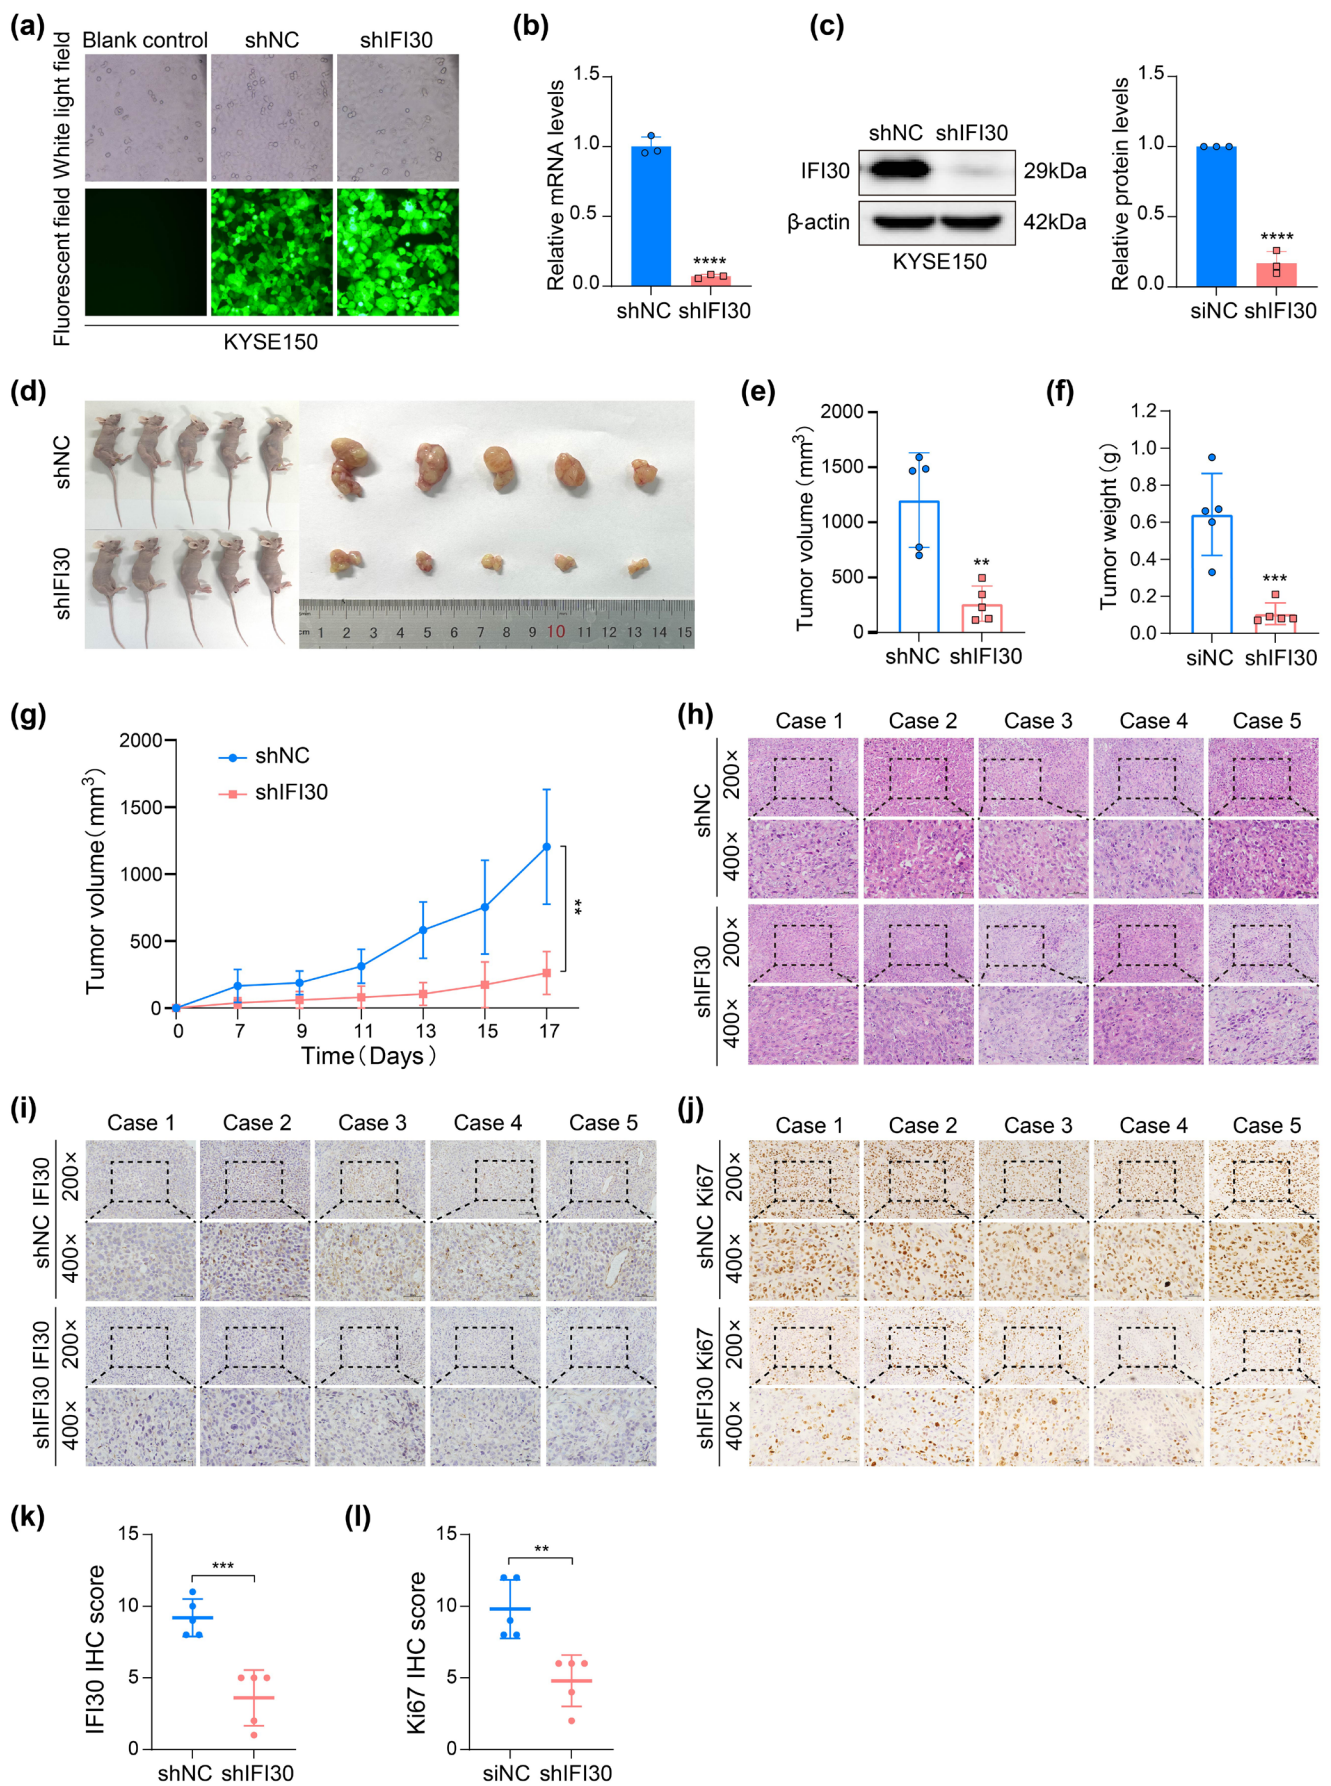 (a)
Blank control shNC shIFI30
White light field
Fluorescent field
KYSE150
(b)
Relative mRNA levels
1.5
1.0
0.5
0.0
****
shNC shIFI30
(c)
shNC shIFI30
IFI30 29kDa
β-actin 42kDa
KYSE150
Relative protein levels
1.5
1.0
0.5
0.0
****
siNC shIFI30
(d)
shNC
shIFI30
cm 1 2 3 4 5 6 7 8 9 10 11 12 13 14 15
(e)
Tumor volume (mm3)
2000
1500
1000
500
0
**
shNC shIFI30
(f)
Tumor weight (g)
1.2
1.0
0.8
0.6
0.4
0.2
0.0
***
siNC shIFI30
(g)
Tumor volume (mm3)
2000
1500
1000
500
0
shNC
shIFI30
**
0 7 9 11 13 15 17
Time (Days)
(h)
Case 1 Case 2 Case 3 Case 4 Case 5
shNC
200×
400×
shIFI30
200×
400×
(i)
Case 1 Case 2 Case 3 Case 4 Case 5
shNC IFI30
200×
400×
shIFI30 IFI30
200×
400×
(j)
Case 1 Case 2 Case 3 Case 4 Case 5
shNC Ki67
200×
400×
shIFI30 Ki67
200×
400×
(k)
IFI30 IHC score
15
10
5
0
***
shNC shIFI30
(l)
Ki67 IHC score
15
10
5
0
**
siNC shIFI30